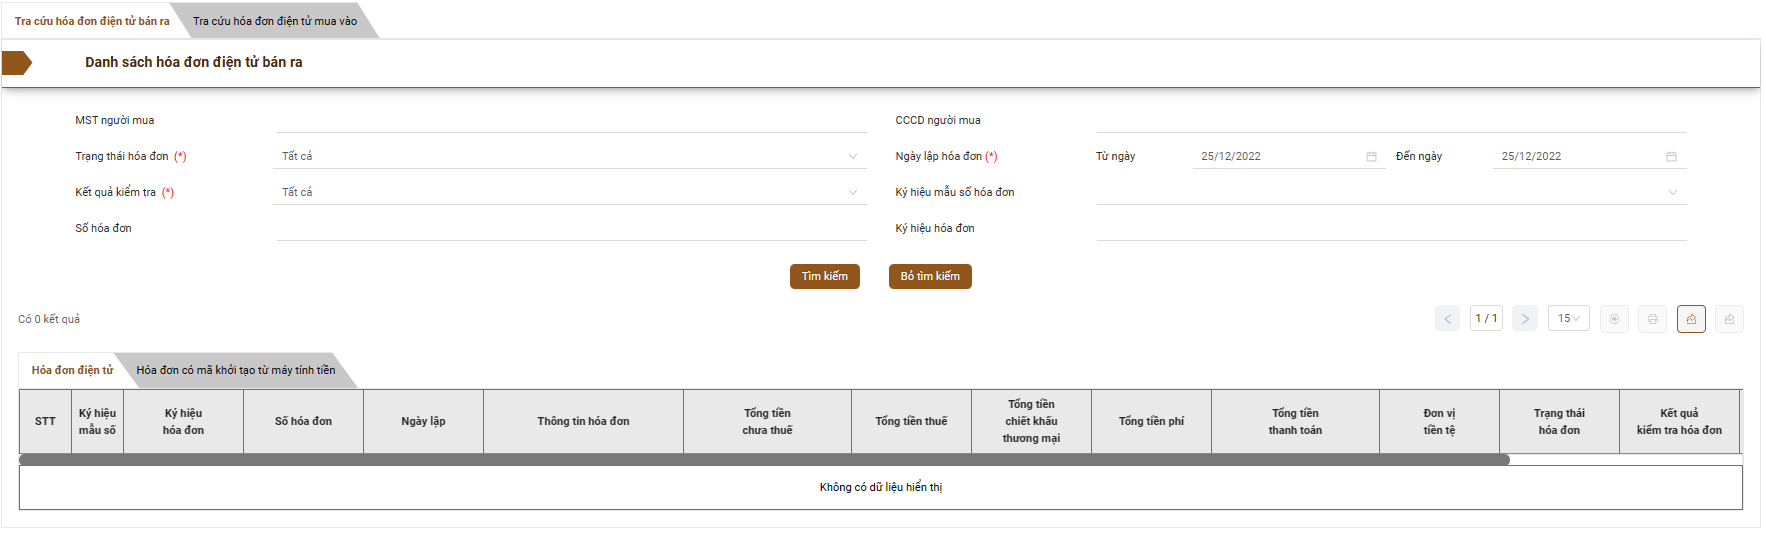 Tra cứu hóa đơn điện tử bán ra
Tra cứu hóa đơn điện tử mua vào
Danh sách hóa đơn điện tử bán ra
MST người mua
CCCD người mua
Trạng thái hóa đơn (*)
Tất cả
Ngày lập hóa đơn (*)
Từ ngày
25/12/2022
Đến ngày
25/12/2022
Kết quả kiểm tra (*)
Tất cả
Ký hiệu mẫu số hóa đơn
Số hóa đơn
Ký hiệu hóa đơn
Tìm kiếm
Bỏ tìm kiếm
Có 0 kết quả
1 / 1
15
Hóa đơn điện tử
Hóa đơn có mã khởi tạo từ máy tính tiền
STT
Ký hiệu
mẫu số
Ký hiệu
hóa đơn
Số hóa đơn
Ngày lập
Thông tin hóa đơn
Tổng tiền
chưa thuế
Tổng tiền thuế
Tổng tiền
chiết khấu
thương mại
Tổng tiền phí
Tổng tiền
thanh toán
Đơn vị
tiền tệ
Trạng thái
hóa đơn
Kết quả
kiểm tra hóa đơn
Không có dữ liệu hiển thị